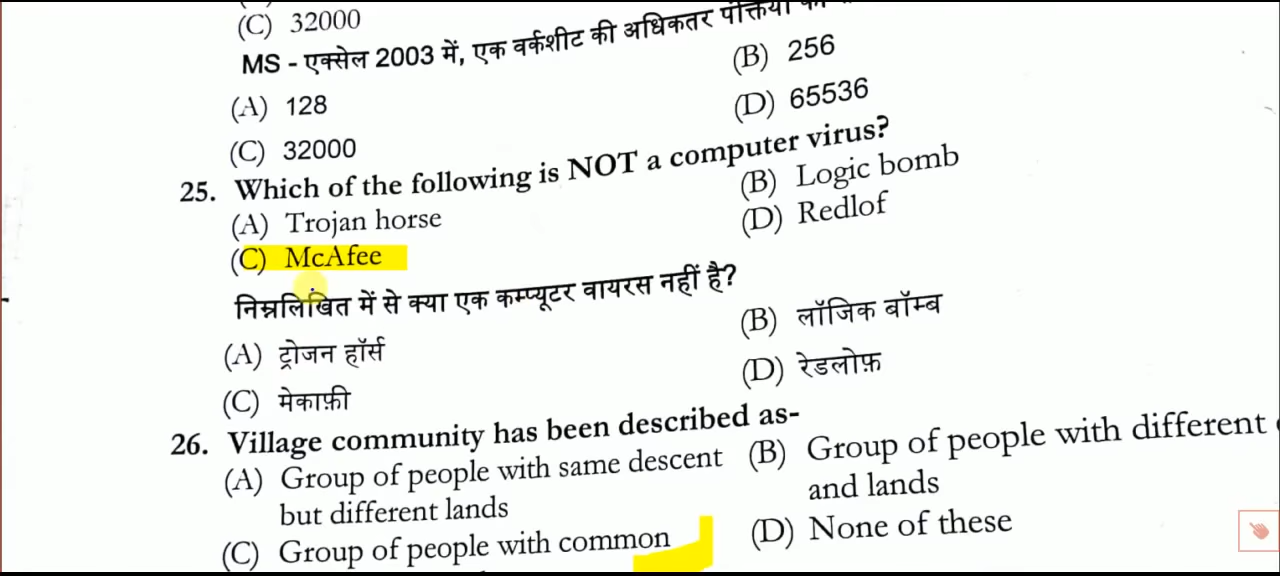 (C) 32000
MS - एक्सेल 2003 में, एक वर्कशीट की अधिकतर पंक्तियों
(A) 128 (B) 256
(C) 32000 (D) 65536
25. Which of the following is NOT a computer virus?
(A) Trojan horse (B) Logic bomb
(C) McAfee (D) Redlof
निम्नलिखित में से क्या एक कम्प्यूटर वायरस नहीं है?
(A) ट्रोजन हॉर्स (B) लॉजिक बॉम्ब
(C) मेकाफ़ी (D) रेडलोफ़
26. Village community has been described as-
(A) Group of people with same descent (B) Group of people with different
but different lands and lands
(C) Group of people with common (D) None of these